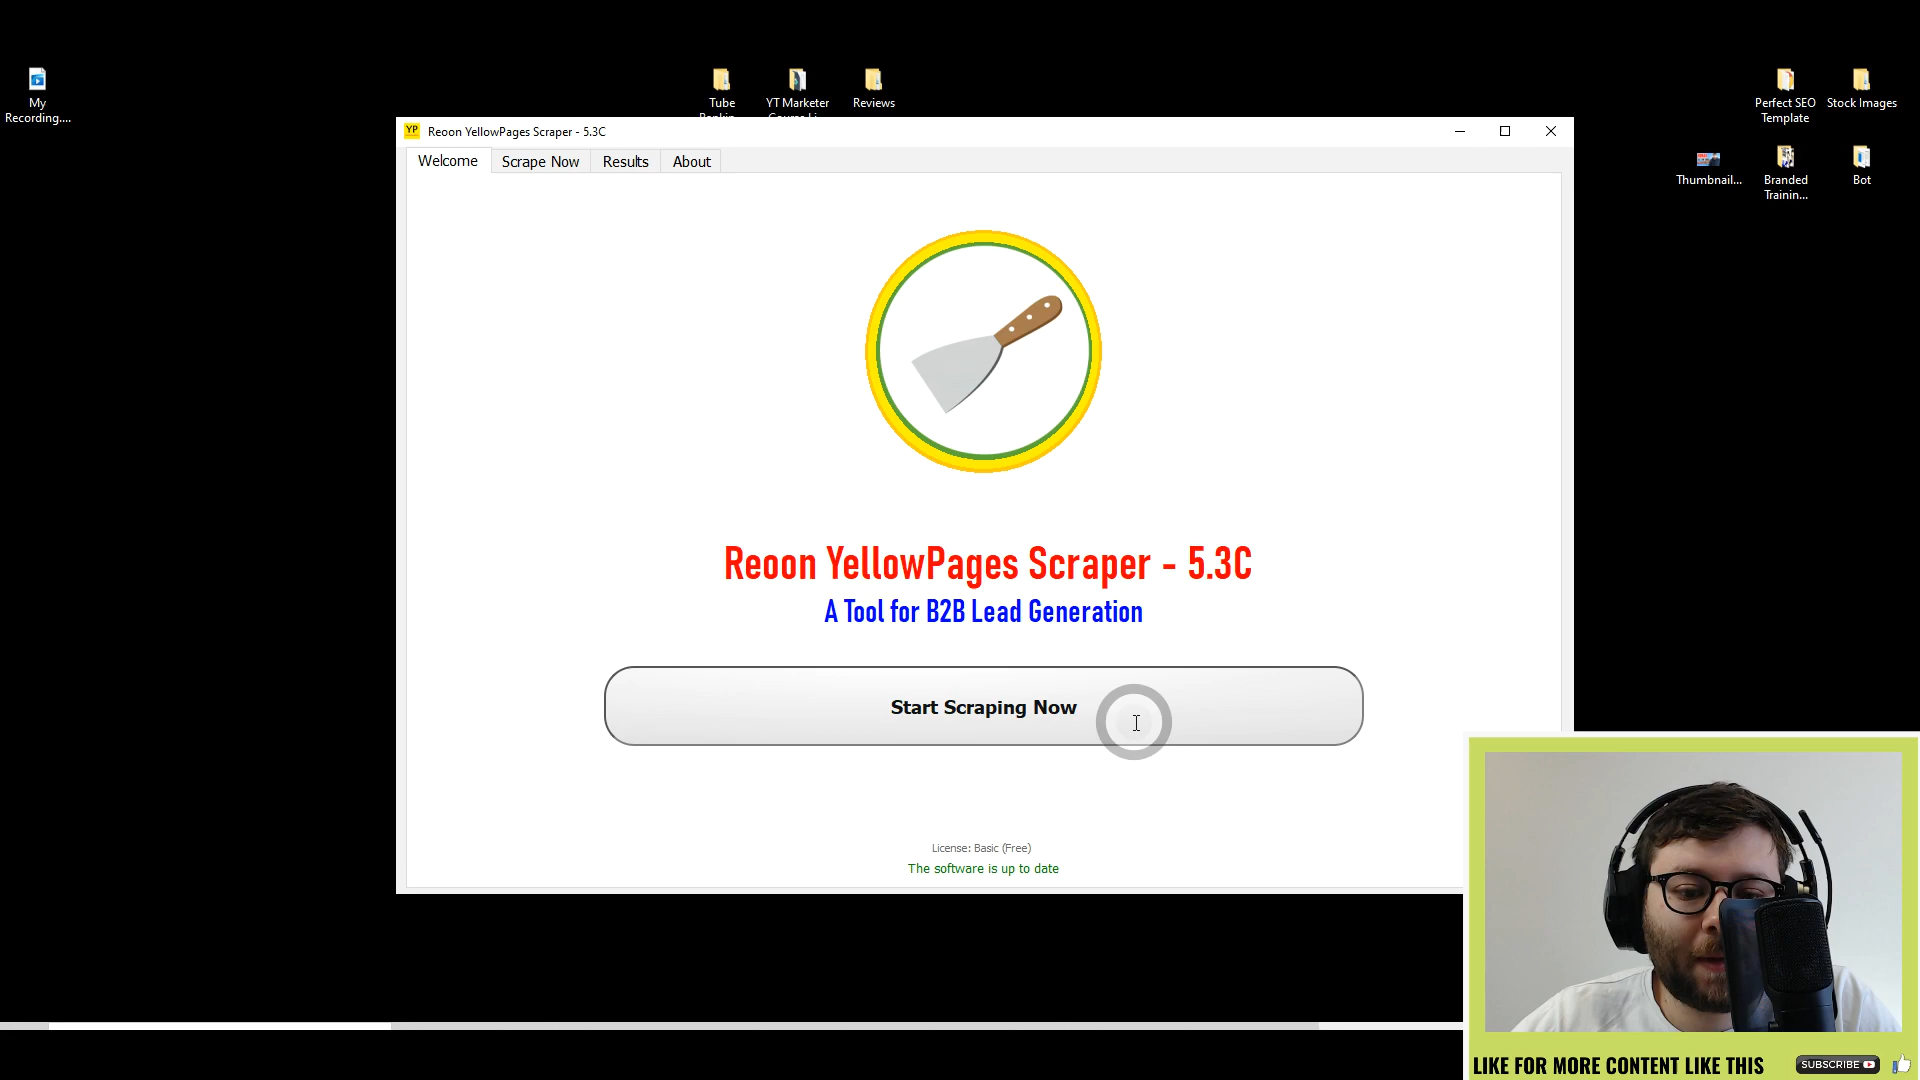 My
Recording....
Tube
YT Marketer
Reviews
Perfect SEO
Template
Stock Images
Thumbnail...
Branded
Trainin...
Bot
YP
Reoon YellowPages Scraper - 5.3C
Welcome
Scrape Now
Results
About
Reoon YellowPages Scraper - 5.3C
A Tool for B2B Lead Generation
Start Scraping Now
License: Basic (Free)
The software is up to date
LIKE FOR MORE CONTENT LIKE THIS
SUBSCRIBE